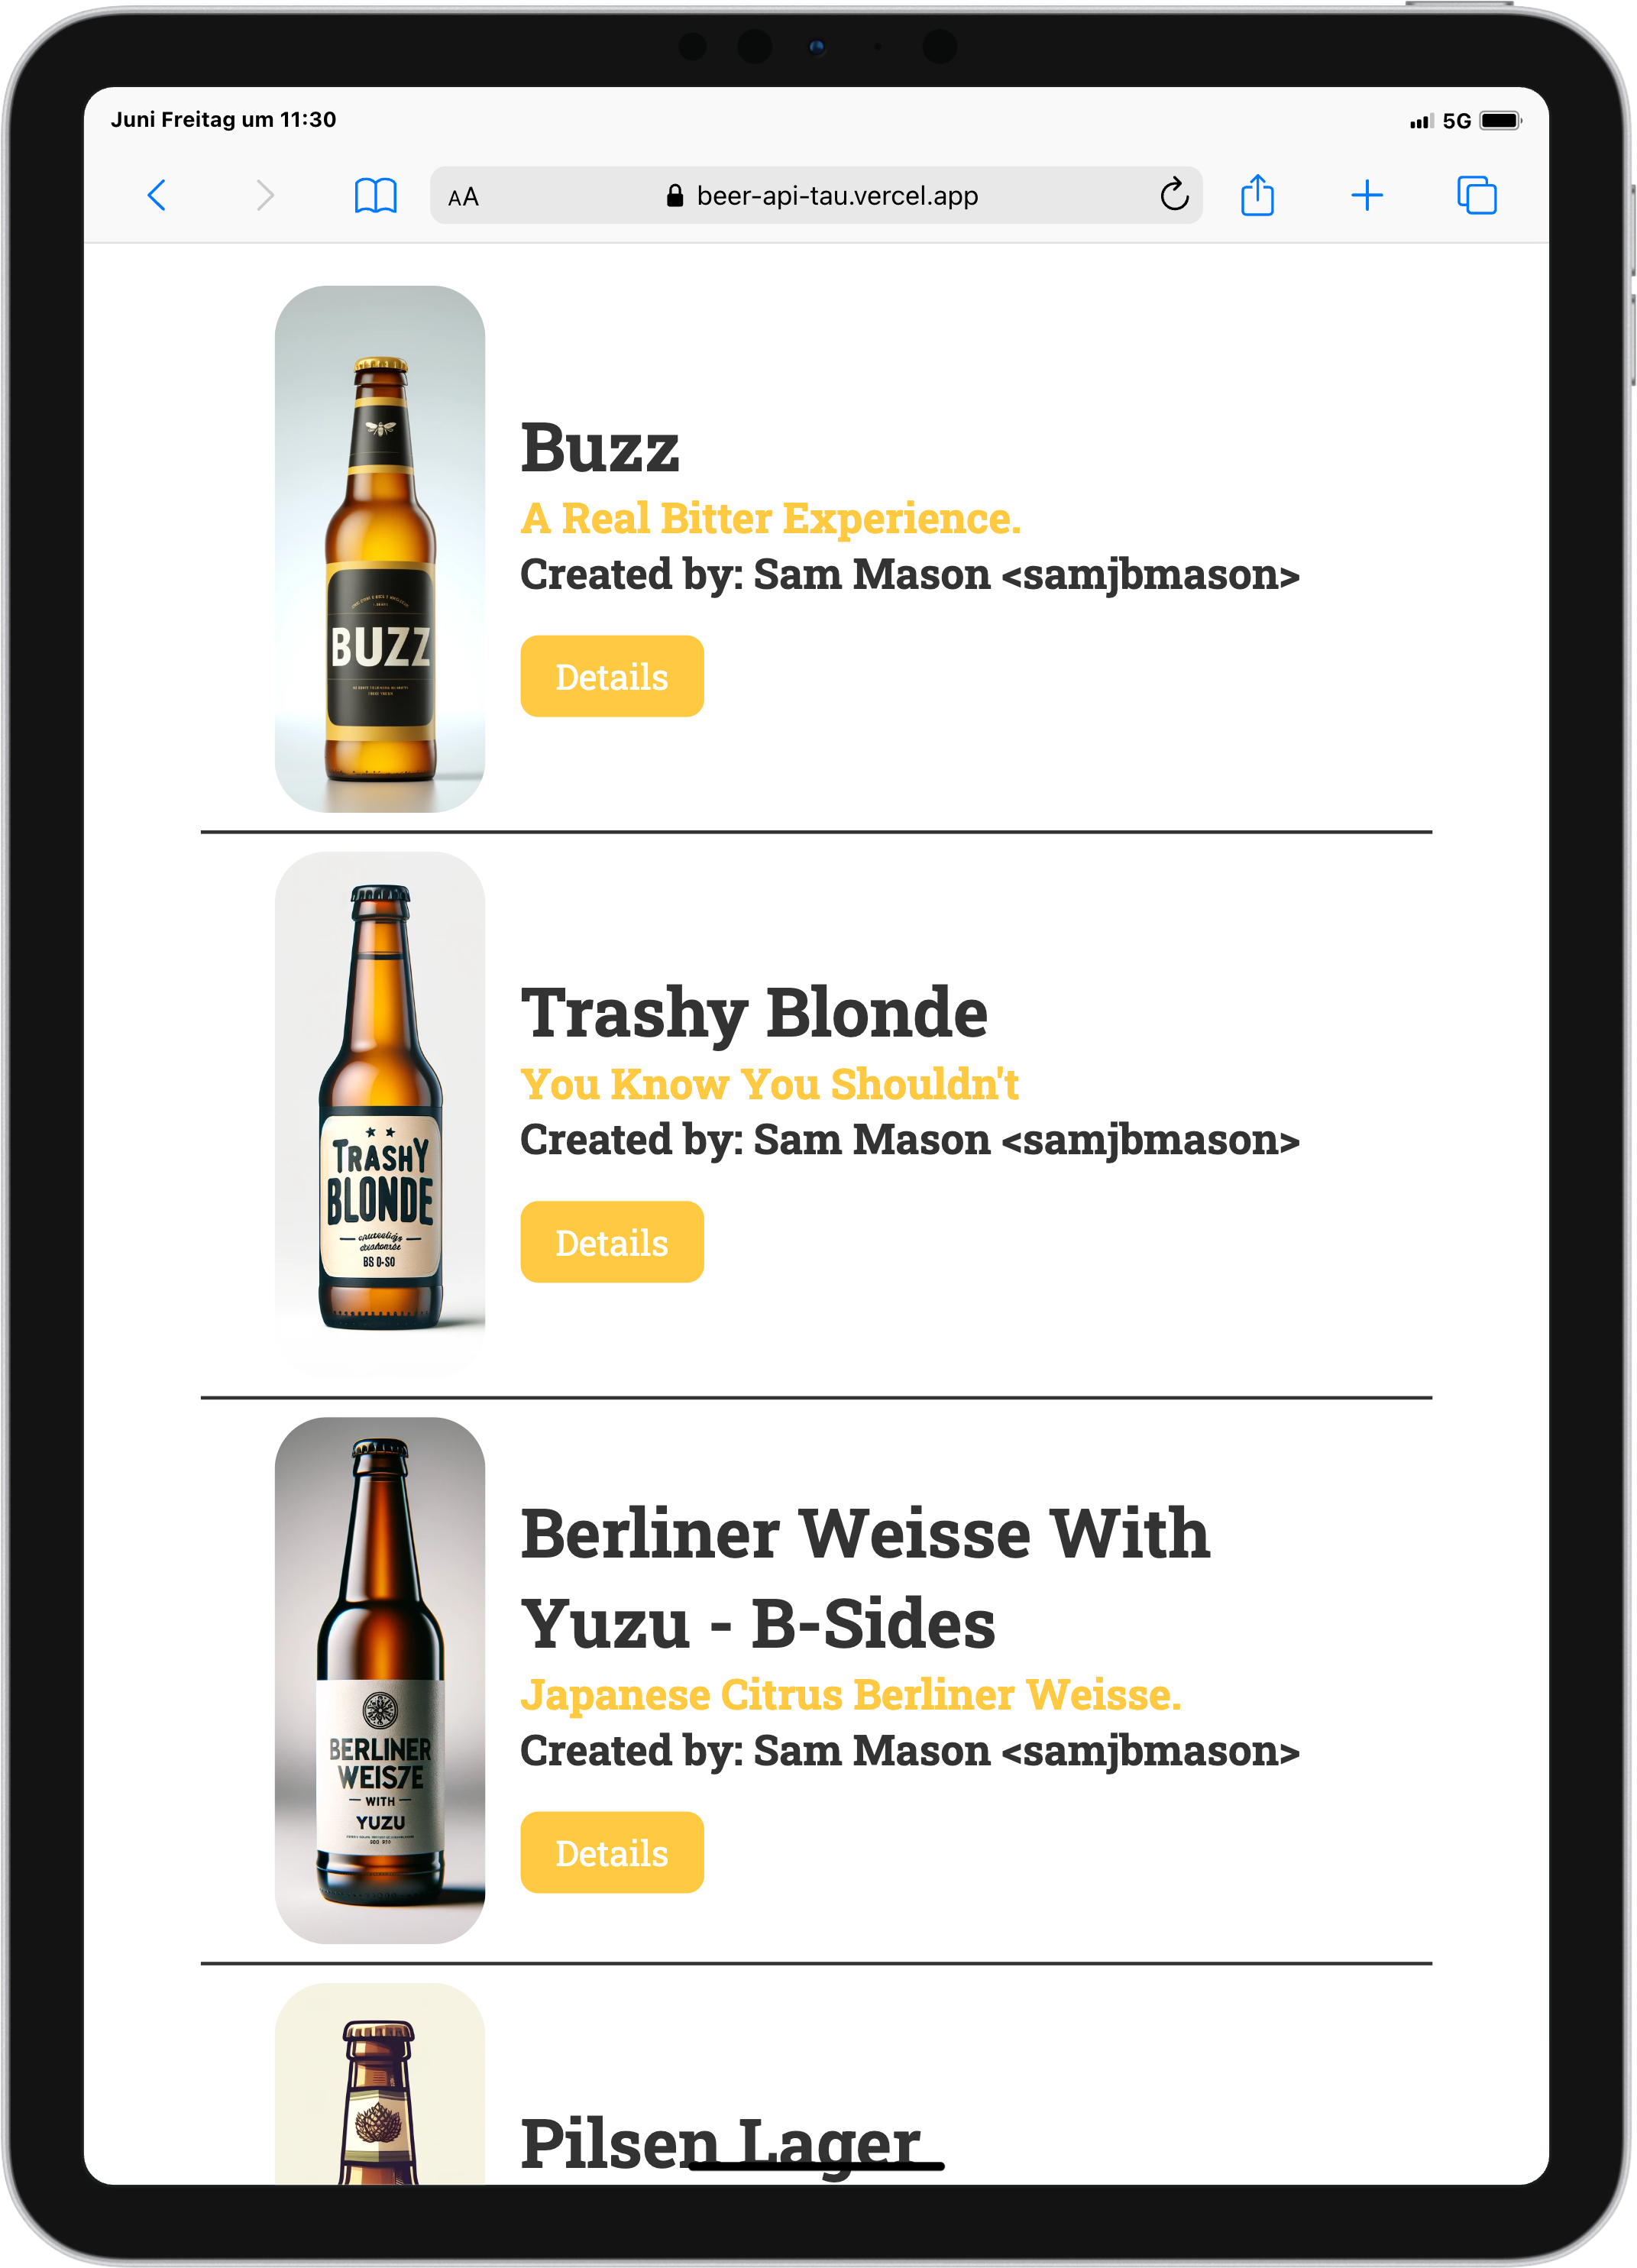 Juni Freitag um 11:30
5G
AA
beer-api-tau.vercel.app
BUZZ
Buzz
A Real Bitter Experience.
Created by: Sam Mason <samjbmason>
Details
TRASHY
BLONDE
BS D-SO
Trashy Blonde
You Know You Shouldn't
Created by: Sam Mason <samjbmason>
Details
BERLINER
WEIS7E
WITH
YUZU
Berliner Weisse With
Yuzu - B-Sides
Japanese Citrus Berliner Weisse.
Created by: Sam Mason <samjbmason>
Details
Pilsen Lager